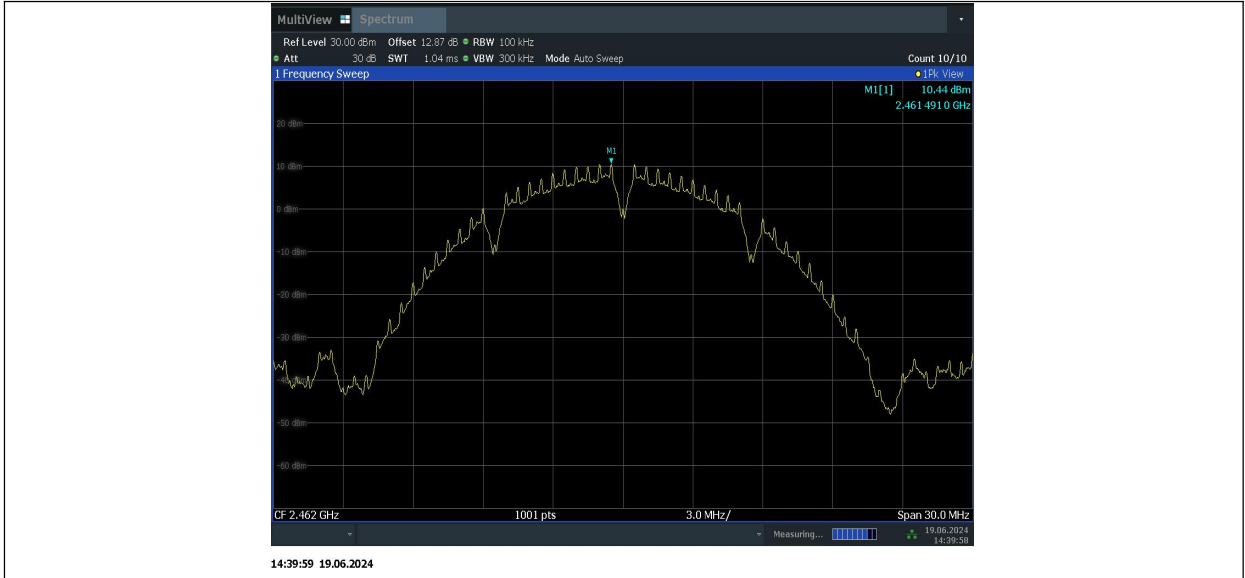 MultiView Spectrum
Ref Level 30.00 dBm Offset 12.87 dB RBW 100 kHz
Att 30 dB SWT 1.04 ms VBW 300 kHz Mode Auto Sweep Count 10/10
1 Frequency Sweep 1Pk View
M1[1] 10.44 dBm
2.461 491 0 GHz
20 dBm
M1
10 dBm
0 dBm
-10 dBm
-20 dBm
-30 dBm
-40 dBm
-50 dBm
-60 dBm
CF 2.462 GHz 1001 pts 3.0 MHz/ Span 30.0 MHz
Measuring... 19.06.2024
14:39:58
14:39:59 19.06.2024